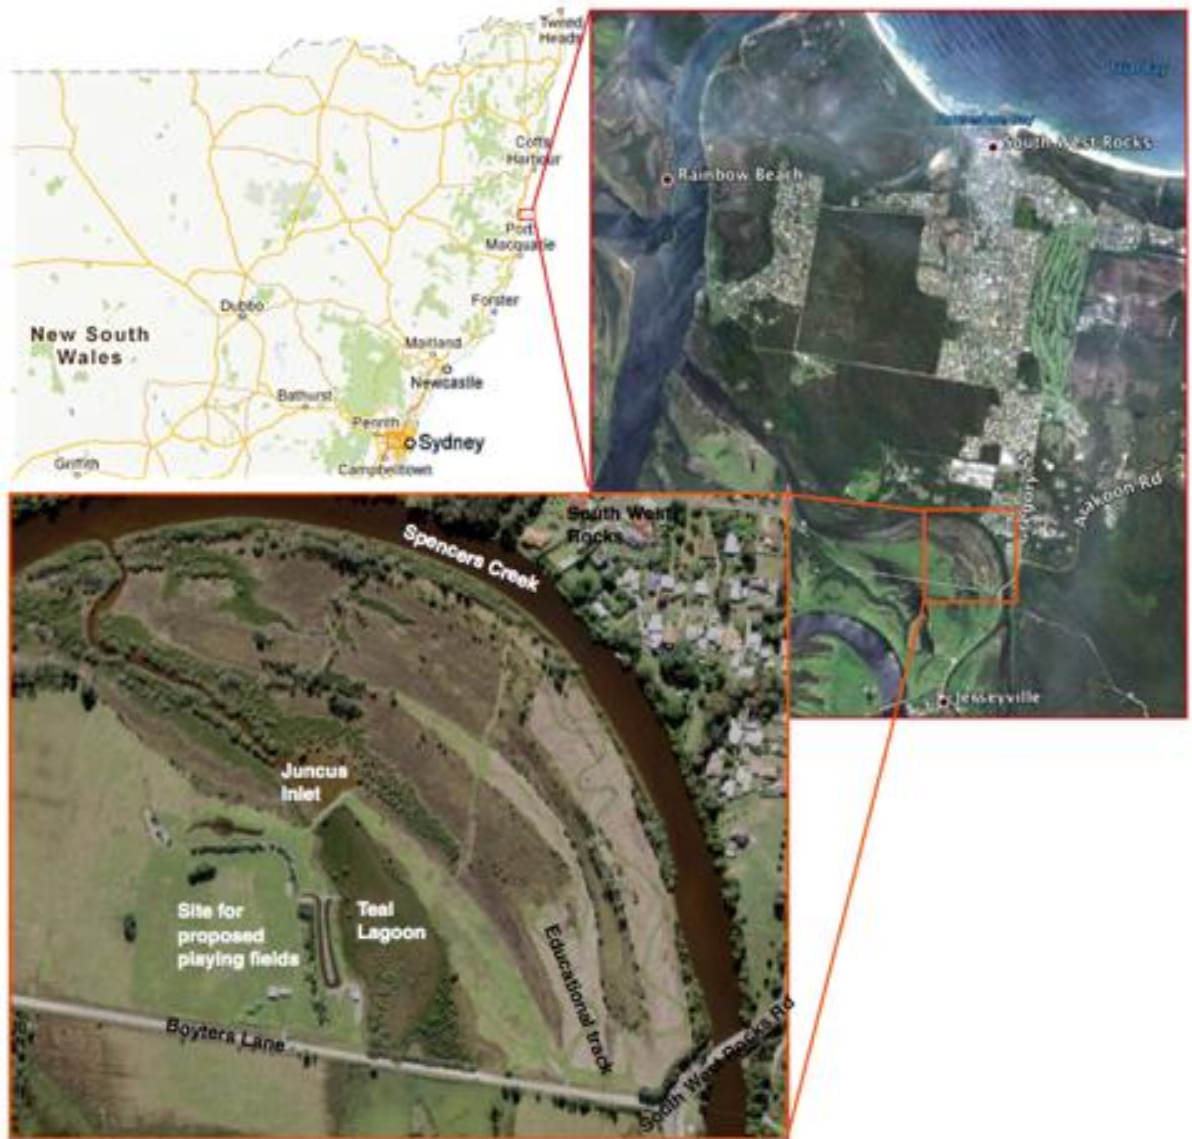 Tweed
Heads
Coffs
Harbour
Port
Macquarie
Forster
Dubbo
New South
Wales
Maitland
Newcastle
Bathurst
Penrith
Sydney
Griffith
Campbelltown
South West Rocks
Rainbow Beach
Arakoon Rd
Jerseyville
South West
Rocks
Spencers Creek
Juncus
Inlet
Site for
proposed
playing fields
Teal
Lagoon
Educational track
Boyters Lane
South West Rocks Rd